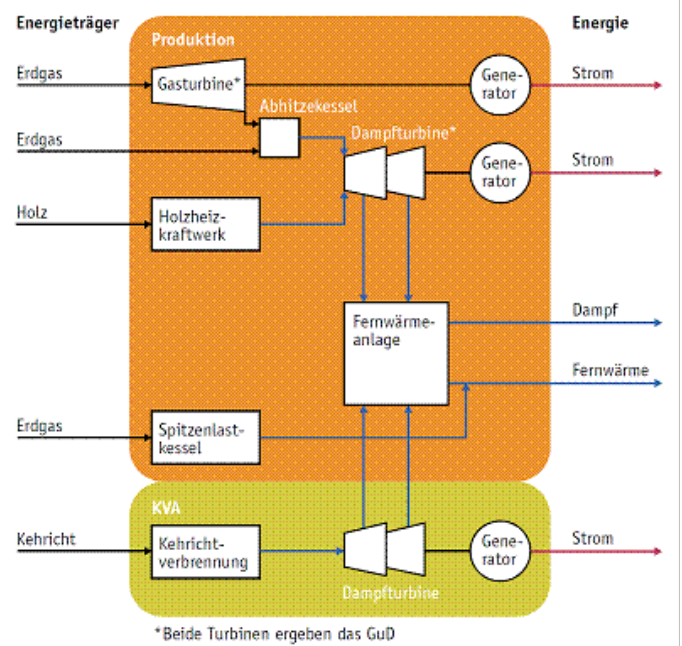 Energieträger
Produktion
Energie
Erdgas
Gasturbine*
Gene-
rator
Strom
Abhitzekessel
Erdgas
Dampfturbine*
Gene-
rator
Strom
Holz
Holzheiz-
kraftwerk
Dampf
Fernwärme-
anlage
Fernwärme
Erdgas
Spitzenlast-
kessel
KVA
Kehricht
Kehricht-
verbrennung
Gene-
rator
Strom
Dampfturbine
*Beide Turbinen ergeben das GuD